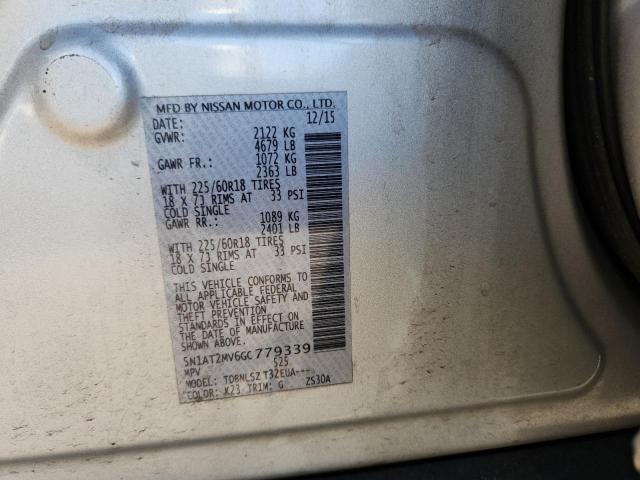 MFD BY NISSAN MOTOR CO., LTD.
DATE: 12/15
GVWR: 2122 KG
4679 LB
GAWR FR.: 1072 KG
2363 LB
WITH 225/60R18 TIRES
18 X 7J RIMS AT 33 PSI
COLD SINGLE
GAWR RR.: 1089 KG
2401 LB
WITH 225/60R18 TIRES
18 X 7J RIMS AT 33 PSI
COLD SINGLE
THIS VEHICLE CONFORMS TO
ALL APPLICABLE FEDERAL
MOTOR VEHICLE SAFETY AND
THEFT PREVENTION
STANDARDS IN EFFECT ON
THE DATE OF MANUFACTURE
SHOWN ABOVE.
5N1AT2MV6GC779339
MPV 525
MODEL: TDBNLSZ T32EUA---
COLOR: K23 TRIM: G ZS30A